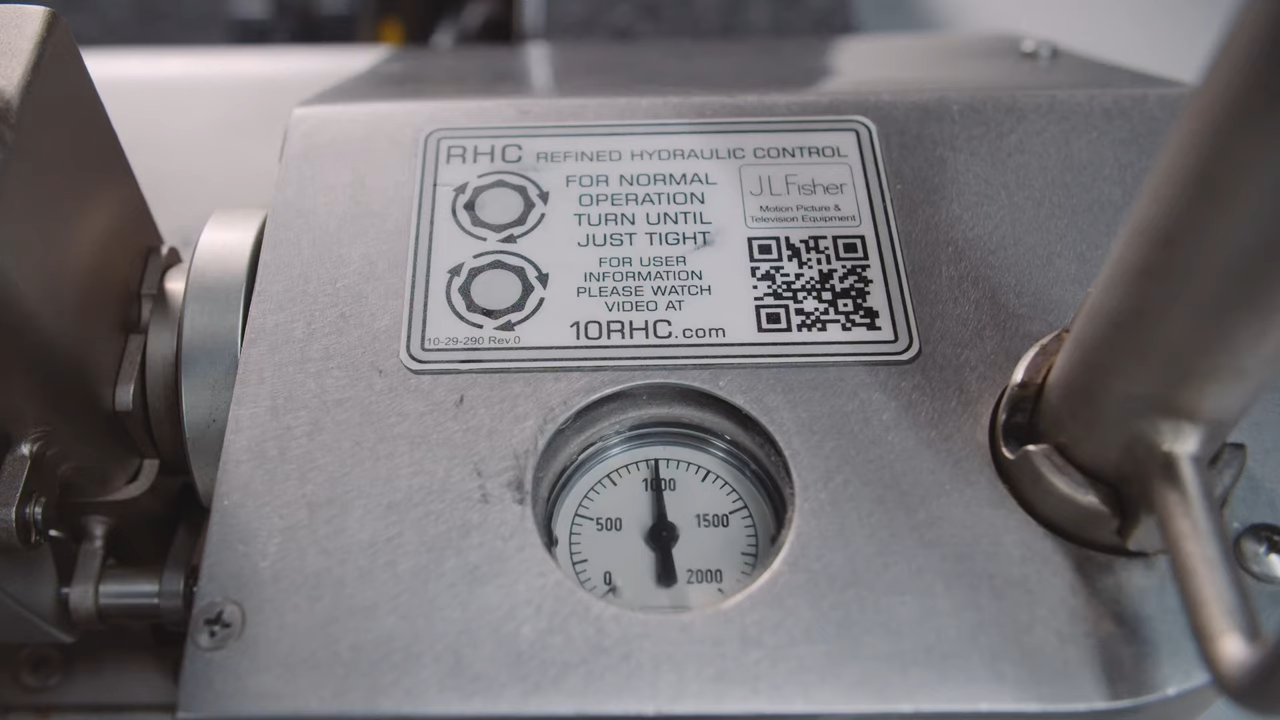 RHC REFINED HYDRAULIC CONTROL
FOR NORMAL
OPERATION
TURN UNTIL
JUST TIGHT
FOR USER
INFORMATION
PLEASE WATCH
VIDEO AT
10RHC.com
10-29-290 Rev.0
J.L.Fisher
Motion Picture &
Television Equipment
1000
500
1500
0
2000